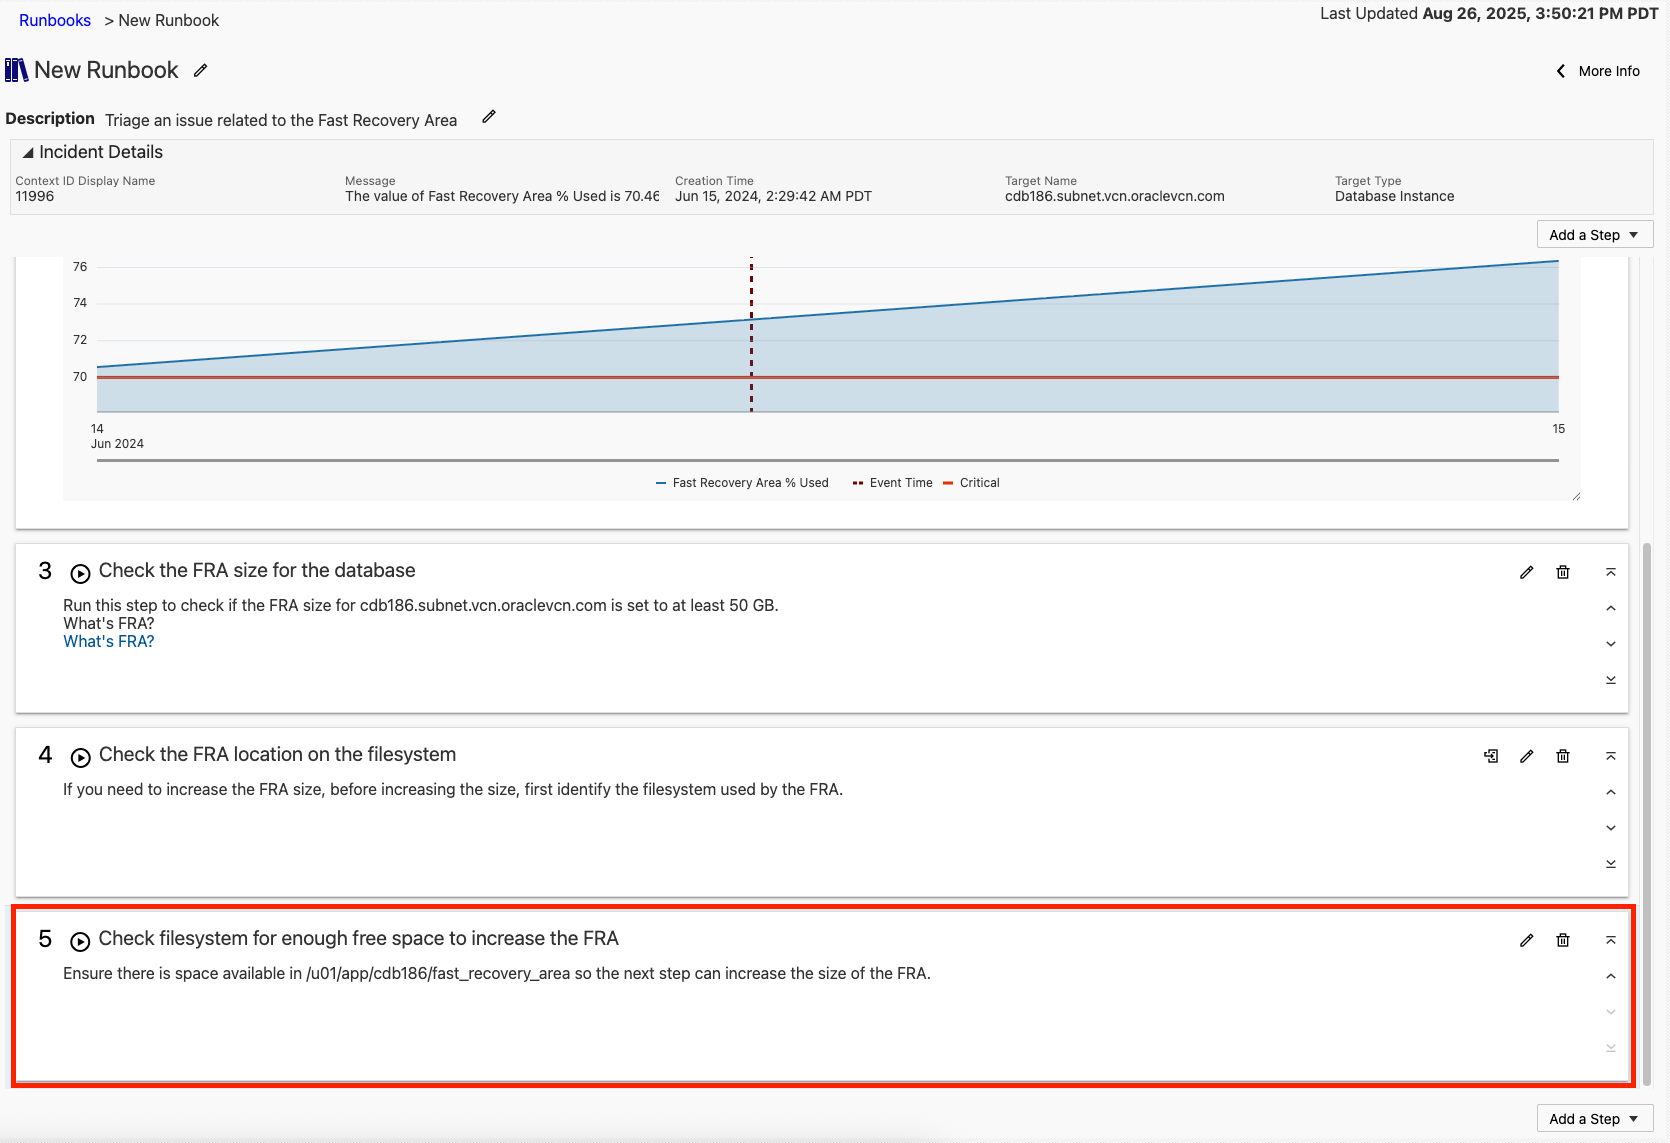 Runbooks > New Runbook
Last Updated Aug 26, 2025, 3:50:21 PM PDT
New Runbook
More Info
Description Triage an issue related to the Fast Recovery Area
Incident Details
Context ID Display Name
11996
Message
The value of Fast Recovery Area % Used is 70.46
Creation Time
Jun 15, 2024, 2:29:42 AM PDT
Target Name
cdb186.subnet.vcn.oraclevcn.com
Target Type
Database Instance
Add a Step
76
74
72
70
14
Jun 2024
15
Fast Recovery Area % Used
Event Time
Critical
3 Check the FRA size for the database
Run this step to check if the FRA size for cdb186.subnet.vcn.oraclevcn.com is set to at least 50 GB.
What's FRA?
What's FRA?
4 Check the FRA location on the filesystem
If you need to increase the FRA size, before increasing the size, first identify the filesystem used by the FRA.
5 Check filesystem for enough free space to increase the FRA
Ensure there is space available in /u01/app/cdb186/fast_recovery_area so the next step can increase the size of the FRA.
Add a Step